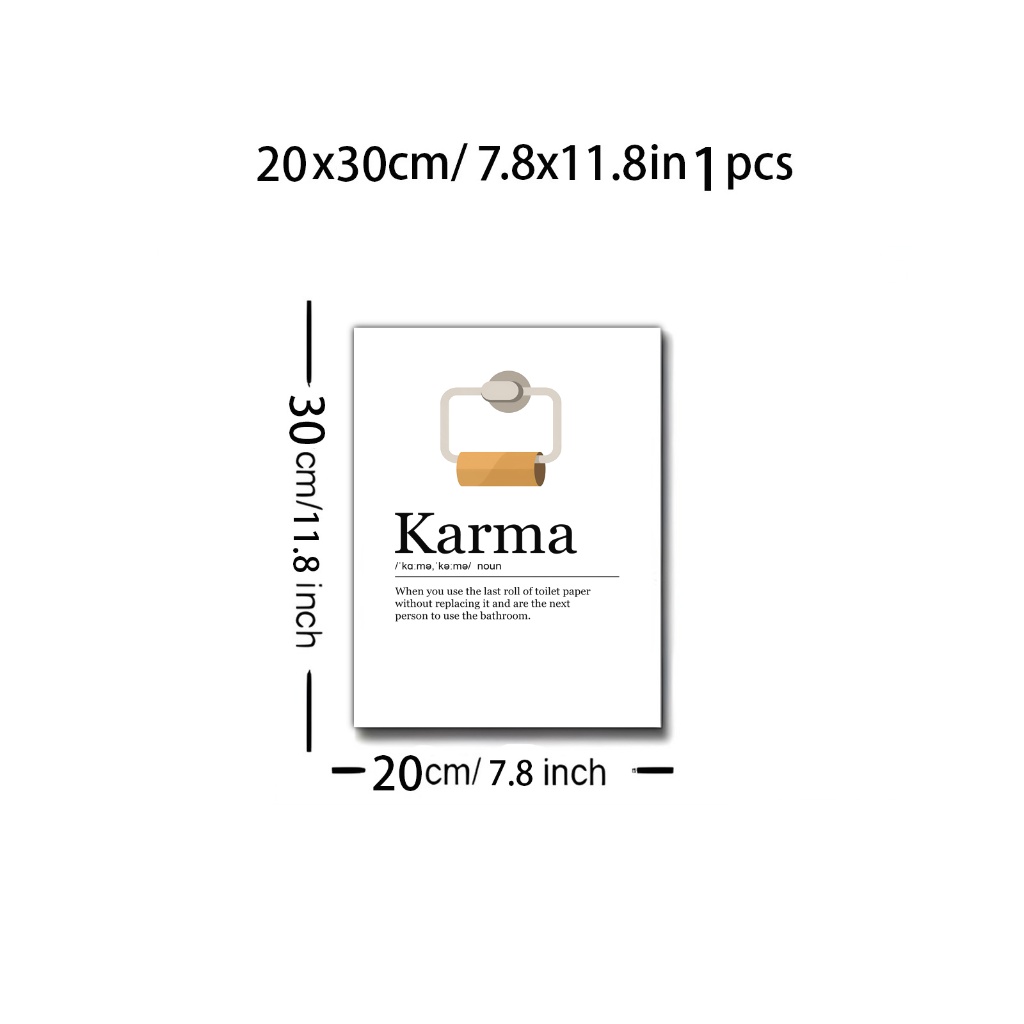 20x30cm/ 7.8x11.8in 1 pcs
30cm/11.8 inch
Karma
/ˈkɑːmə,ˈkəːmə/ noun
When you use the last roll of toilet paper
without replacing it and are the next
person to use the bathroom.
20cm/ 7.8 inch